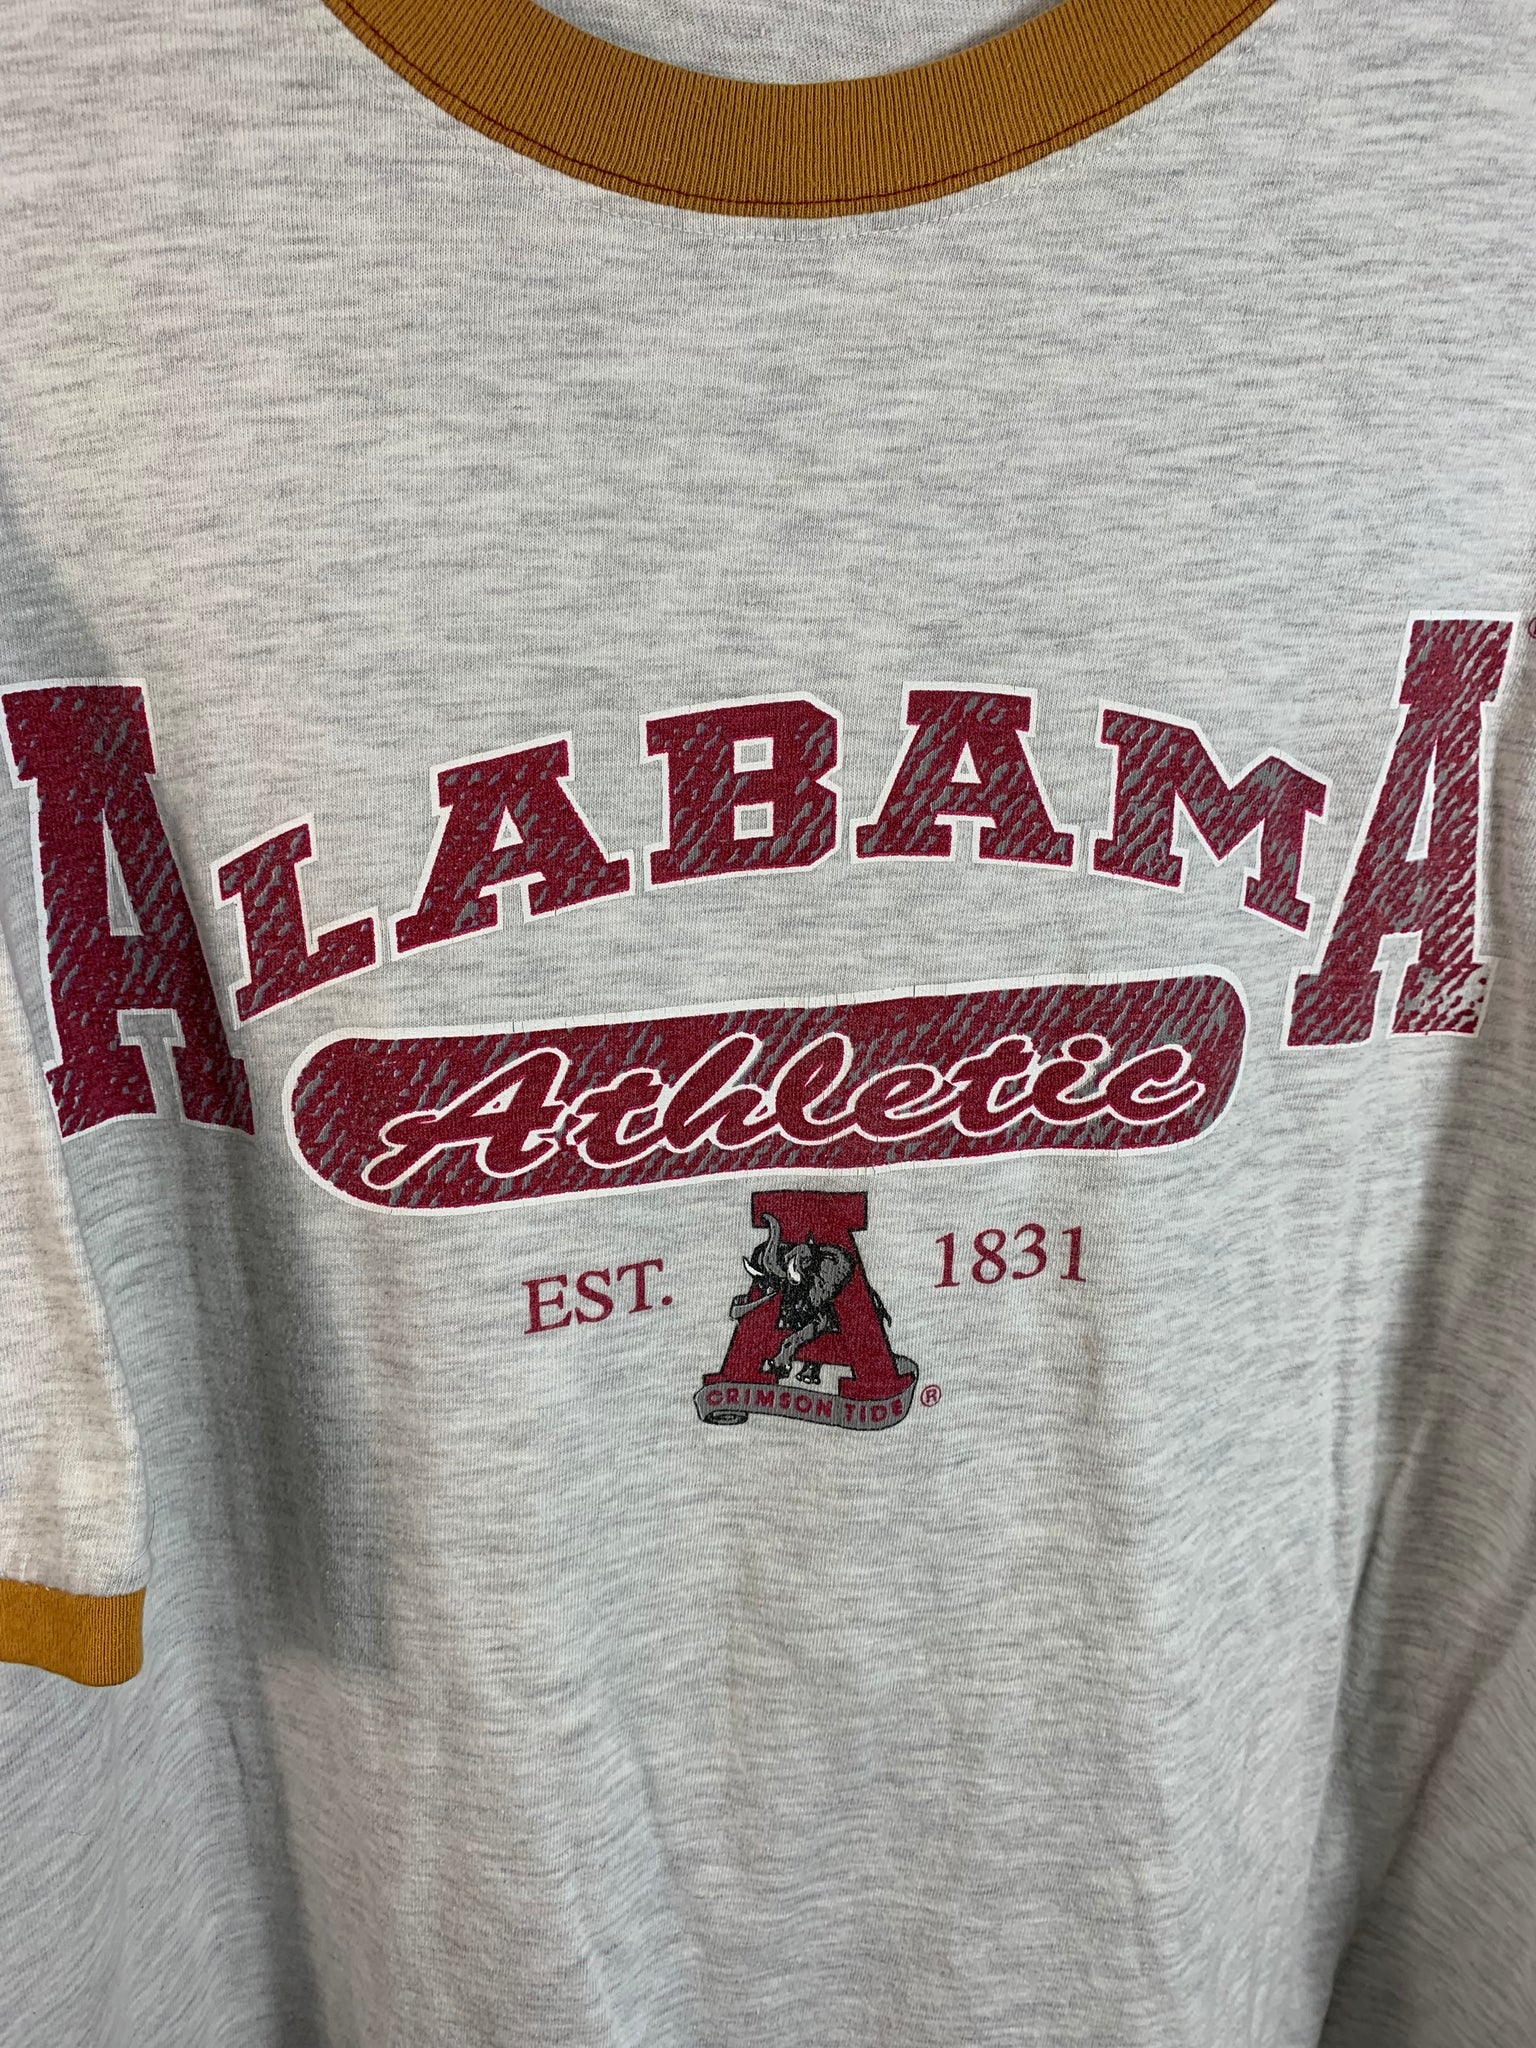 ALABAMA
Athletic
EST. 1831
CRIMSON TIDE ®